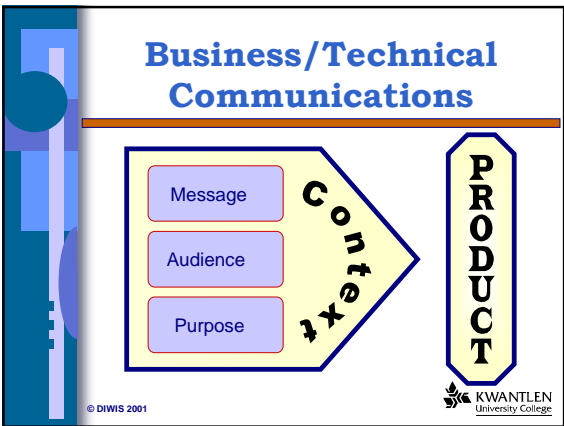 Business/Technical
Communications
Message
Audience
Purpose
Context
PRODUCT
© DIWIS 2001
KWANTLEN
University College